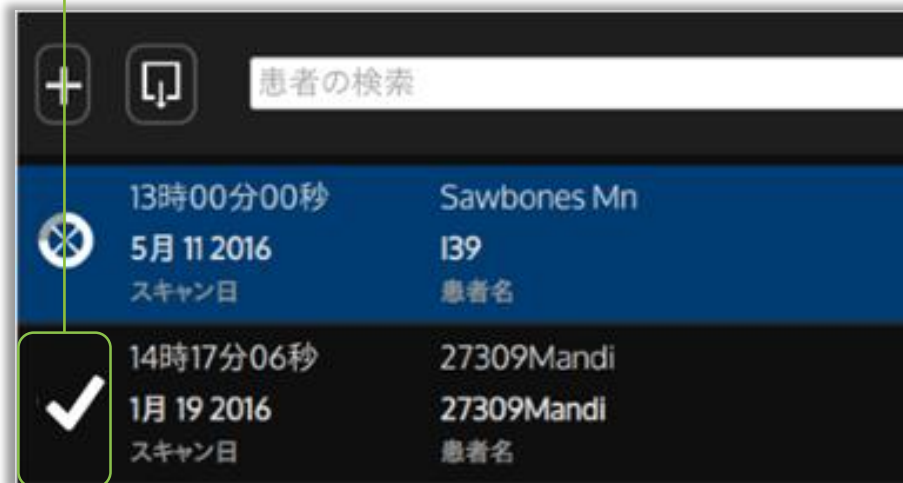 患者の検索
13時00分00秒 Sawbones Mn
5月 11 2016 I39
スキャン日 患者名
14時17分06秒 27309Mandi
1月 19 2016 27309Mandi
スキャン日 患者名